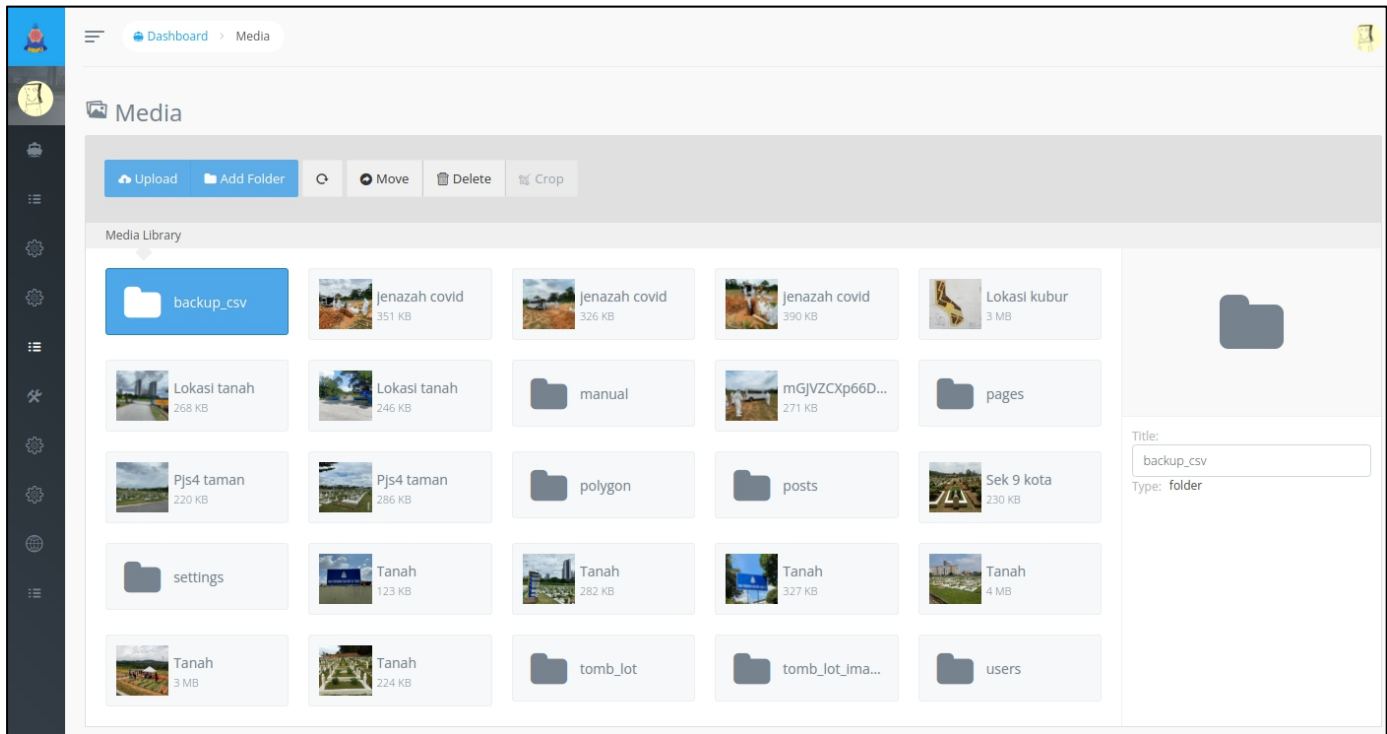 Dashboard > Media
Media
Upload Add Folder Move Delete Crop
Media Library
backup_csv
jenazah covid
351 KB
jenazah covid
326 KB
jenazah covid
390 KB
Lokasi kubur
3 MB
Lokasi tanah
268 KB
Lokasi tanah
246 KB
manual
mGJVZCXp66D...
271 KB
pages
Pjs4 taman
220 KB
Pjs4 taman
286 KB
polygon
posts
Sek 9 kota
230 KB
settings
Tanah
123 KB
Tanah
282 KB
Tanah
327 KB
Tanah
4 MB
Tanah
3 MB
Tanah
224 KB
tomb_lot
tomb_lot_ima...
users
Title:
backup_csv
Type: folder